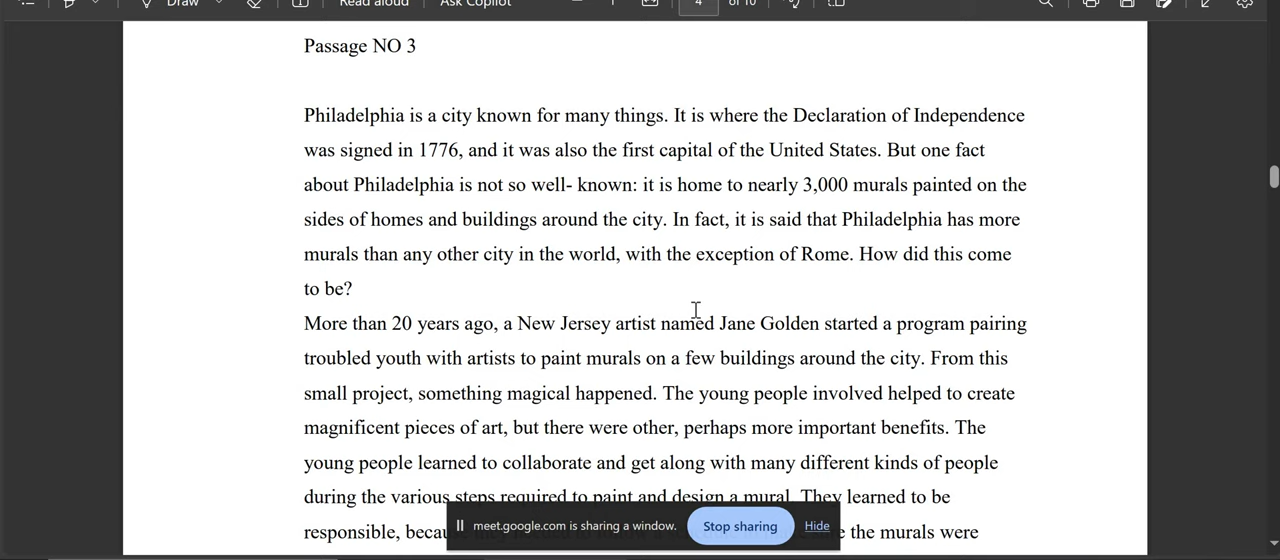 Draw
Read aloud
Ask Copilot
4
of 10
Passage NO 3
Philadelphia is a city known for many things. It is where the Declaration of Independence
was signed in 1776, and it was also the first capital of the United States. But one fact
about Philadelphia is not so well- known: it is home to nearly 3,000 murals painted on the
sides of homes and buildings around the city. In fact, it is said that Philadelphia has more
murals than any other city in the world, with the exception of Rome. How did this come
to be?
More than 20 years ago, a New Jersey artist named Jane Golden started a program pairing
troubled youth with artists to paint murals on a few buildings around the city. From this
small project, something magical happened. The young people involved helped to create
magnificent pieces of art, but there were other, perhaps more important benefits. The
young people learned to collaborate and get along with many different kinds of people
during the various steps required to paint and design a mural. They learned to be
responsible, the murals were
meet.google.com is sharing a window.
Stop sharing
Hide